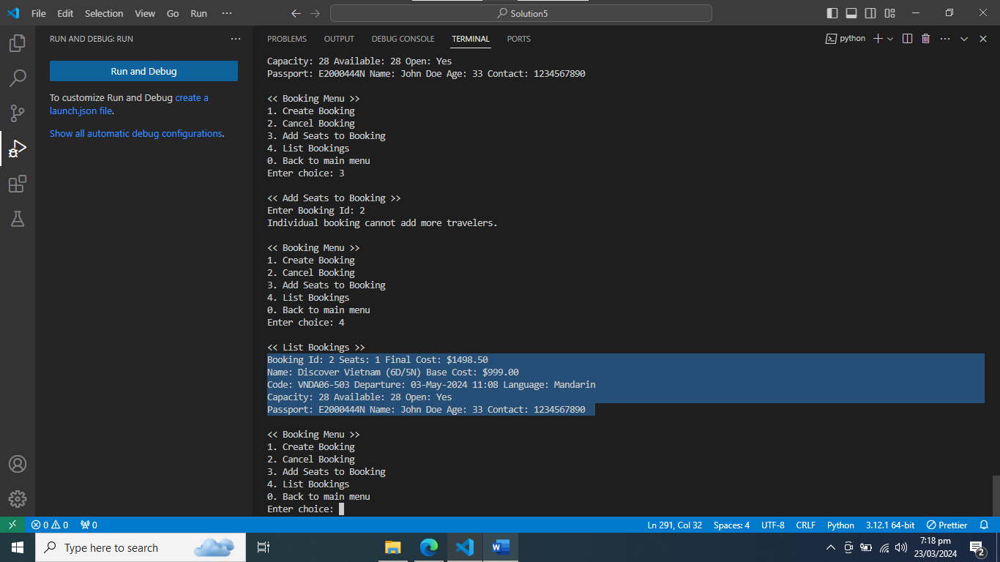 File Edit Selection View Go Run ··· Solution5
RUN AND DEBUG: RUN ···
Run and Debug
To customize Run and Debug create a
launch.json file.
Show all automatic debug configurations.
PROBLEMS OUTPUT DEBUG CONSOLE TERMINAL PORTS python
Capacity: 28 Available: 28 Open: Yes
Passport: E2000444N Name: John Doe Age: 33 Contact: 1234567890
<< Booking Menu >>
1. Create Booking
2. Cancel Booking
3. Add Seats to Booking
4. List Bookings
0. Back to main menu
Enter choice: 3
<< Add Seats to Booking >>
Enter Booking Id: 2
Individual booking cannot add more travelers.
<< Booking Menu >>
1. Create Booking
2. Cancel Booking
3. Add Seats to Booking
4. List Bookings
0. Back to main menu
Enter choice: 4
<< List Bookings >>
Booking Id: 2 Seats: 1 Final Cost: $1498.50
Name: Discover Vietnam (6D/5N) Base Cost: $999.00
Code: VNDA06-503 Departure: 03-May-2024 11:08 Language: Mandarin
Capacity: 28 Available: 28 Open: Yes
Passport: E2000444N Name: John Doe Age: 33 Contact: 1234567890
<< Booking Menu >>
1. Create Booking
2. Cancel Booking
3. Add Seats to Booking
4. List Bookings
0. Back to main menu
Enter choice:
0 0 0 Ln 291, Col 32 Spaces: 4 UTF-8 CRLF Python 3.12.1 64-bit Prettier
Type here to search
7:18 pm
23/03/2024
2